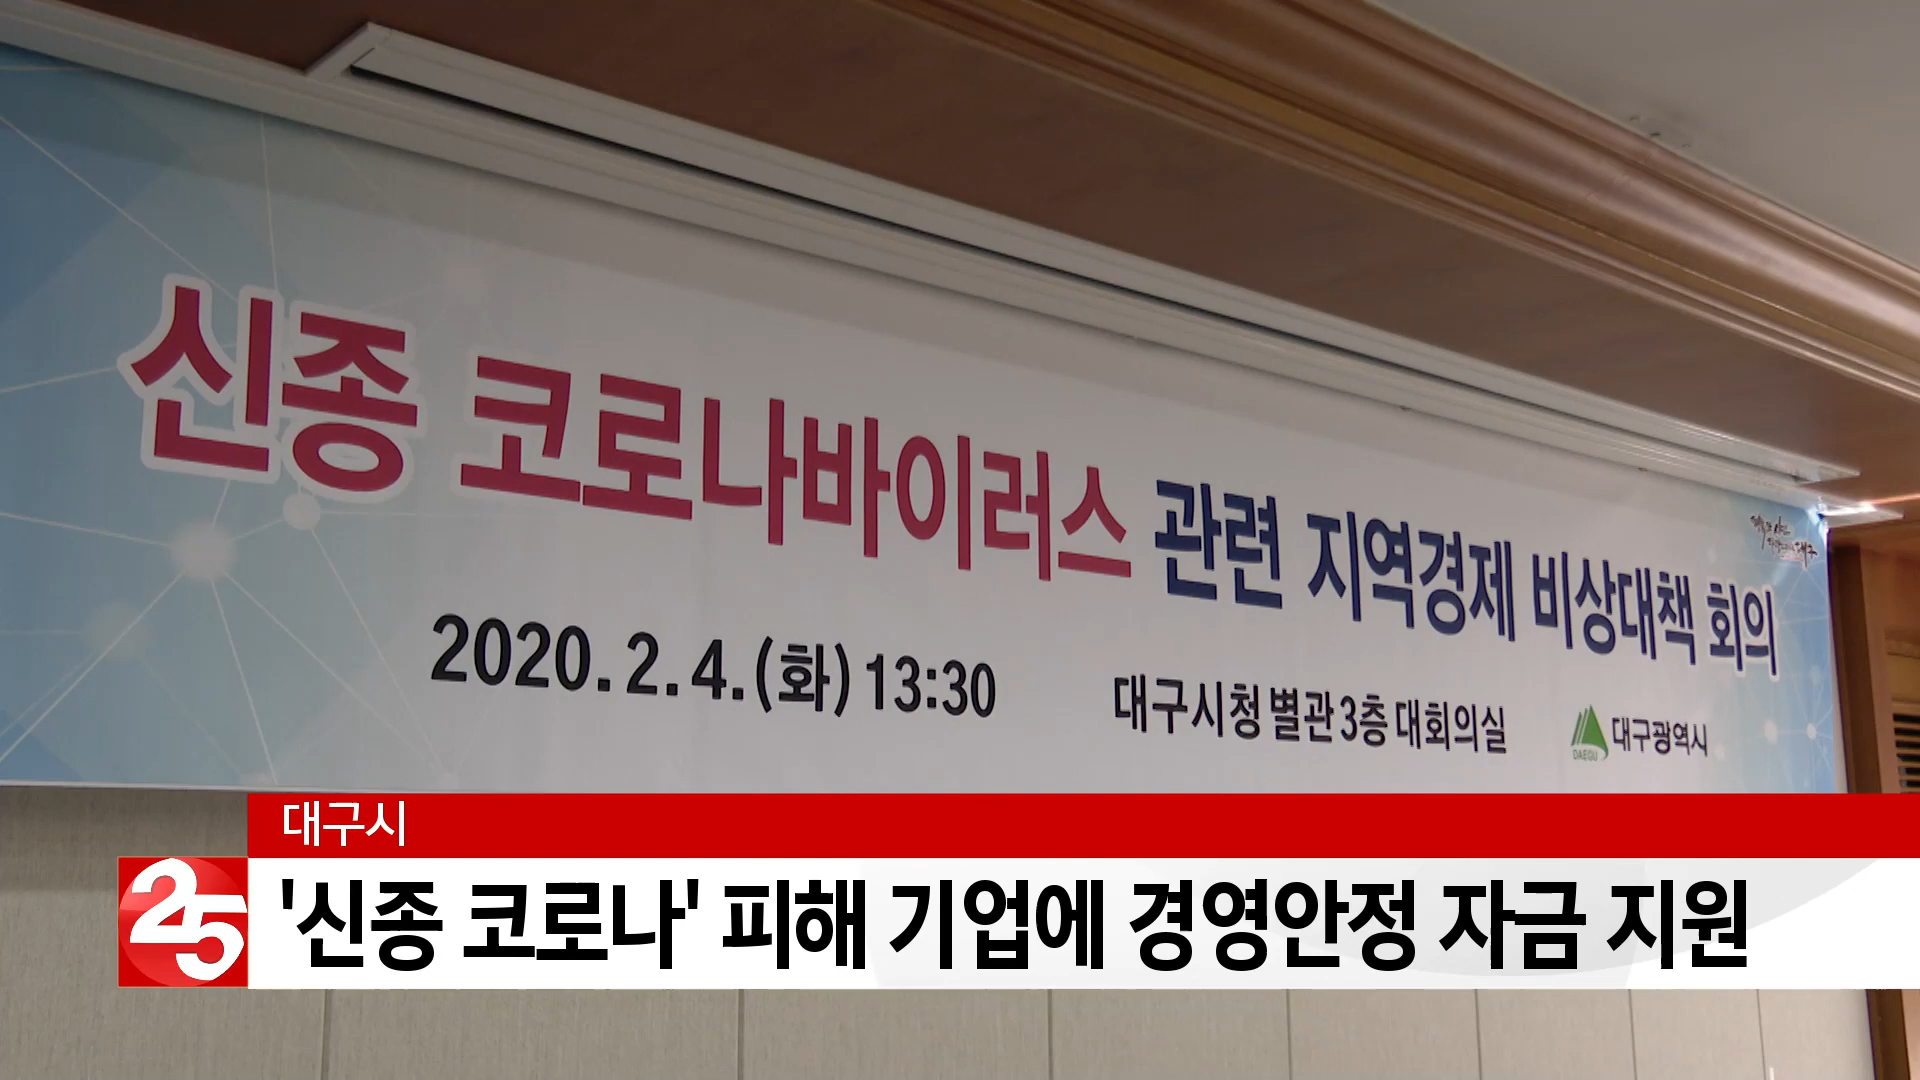 신종 코로나바이러스 관련 지역경제 비상대책 회의
2020. 2. 4.(화) 13:30 대구시청 별관 3층 대회의실
DAEGU 대구광역시
대구시
25
'신종 코로나' 피해 기업에 경영안정 자금 지원